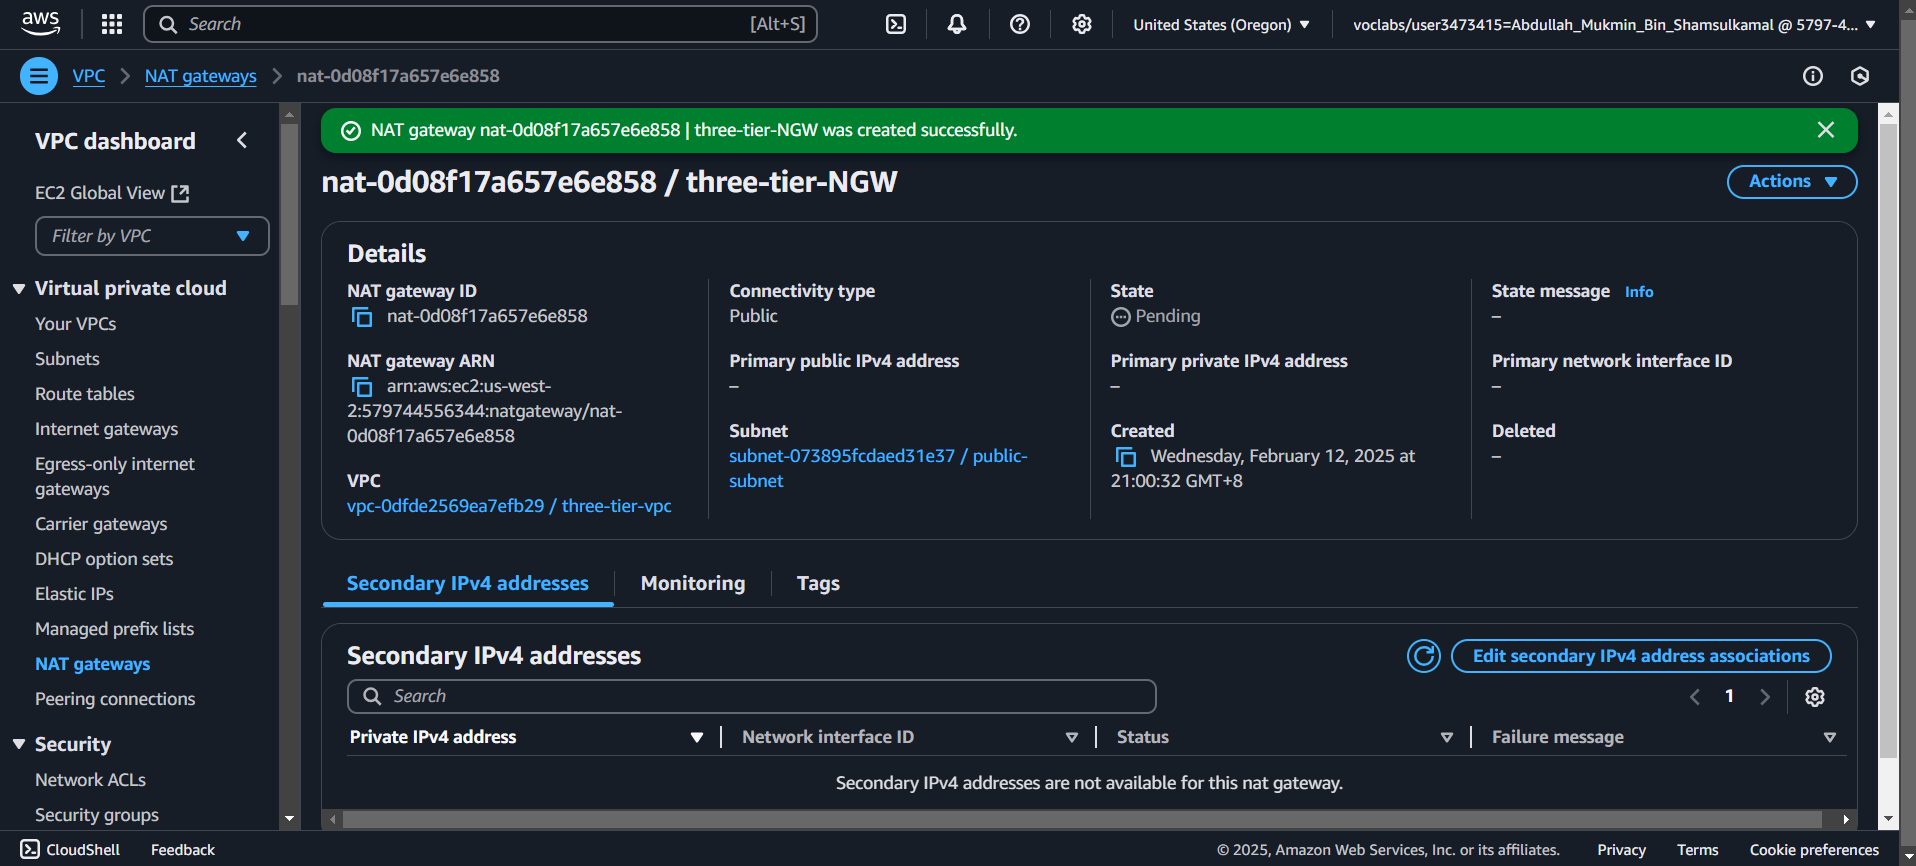 aws
Search [Alt+S]
United States (Oregon)
voclabs/user3473415=Abdullah_Mukmin_Bin_Shamsulkamal @ 5797-4...
VPC
NAT gateways
nat-0d08f17a657e6e858
VPC dashboard
EC2 Global View
Filter by VPC
Virtual private cloud
Your VPCs
Subnets
Route tables
Internet gateways
Egress-only internet
gateways
Carrier gateways
DHCP option sets
Elastic IPs
Managed prefix lists
NAT gateways
Peering connections
Security
Network ACLs
Security groups
NAT gateway nat-0d08f17a657e6e858 | three-tier-NGW was created successfully.
nat-0d08f17a657e6e858 / three-tier-NGW
Actions
Details
NAT gateway ID
nat-0d08f17a657e6e858
NAT gateway ARN
arn:aws:ec2:us-west-
2:579744556344:natgateway/nat-
0d08f17a657e6e858
VPC
vpc-0dfde2569ea7efb29 / three-tier-vpc
Connectivity type
Public
Primary public IPv4 address
–
Subnet
subnet-073895fcdaed31e37 / public-
subnet
State
Pending
Primary private IPv4 address
–
Created
Wednesday, February 12, 2025 at
21:00:32 GMT+8
State message Info
–
Primary network interface ID
–
Deleted
–
Secondary IPv4 addresses
Monitoring
Tags
Secondary IPv4 addresses
Edit secondary IPv4 address associations
Search
1
Private IPv4 address
Network interface ID
Status
Failure message
Secondary IPv4 addresses are not available for this nat gateway.
CloudShell
Feedback
© 2025, Amazon Web Services, Inc. or its affiliates.
Privacy
Terms
Cookie preferences